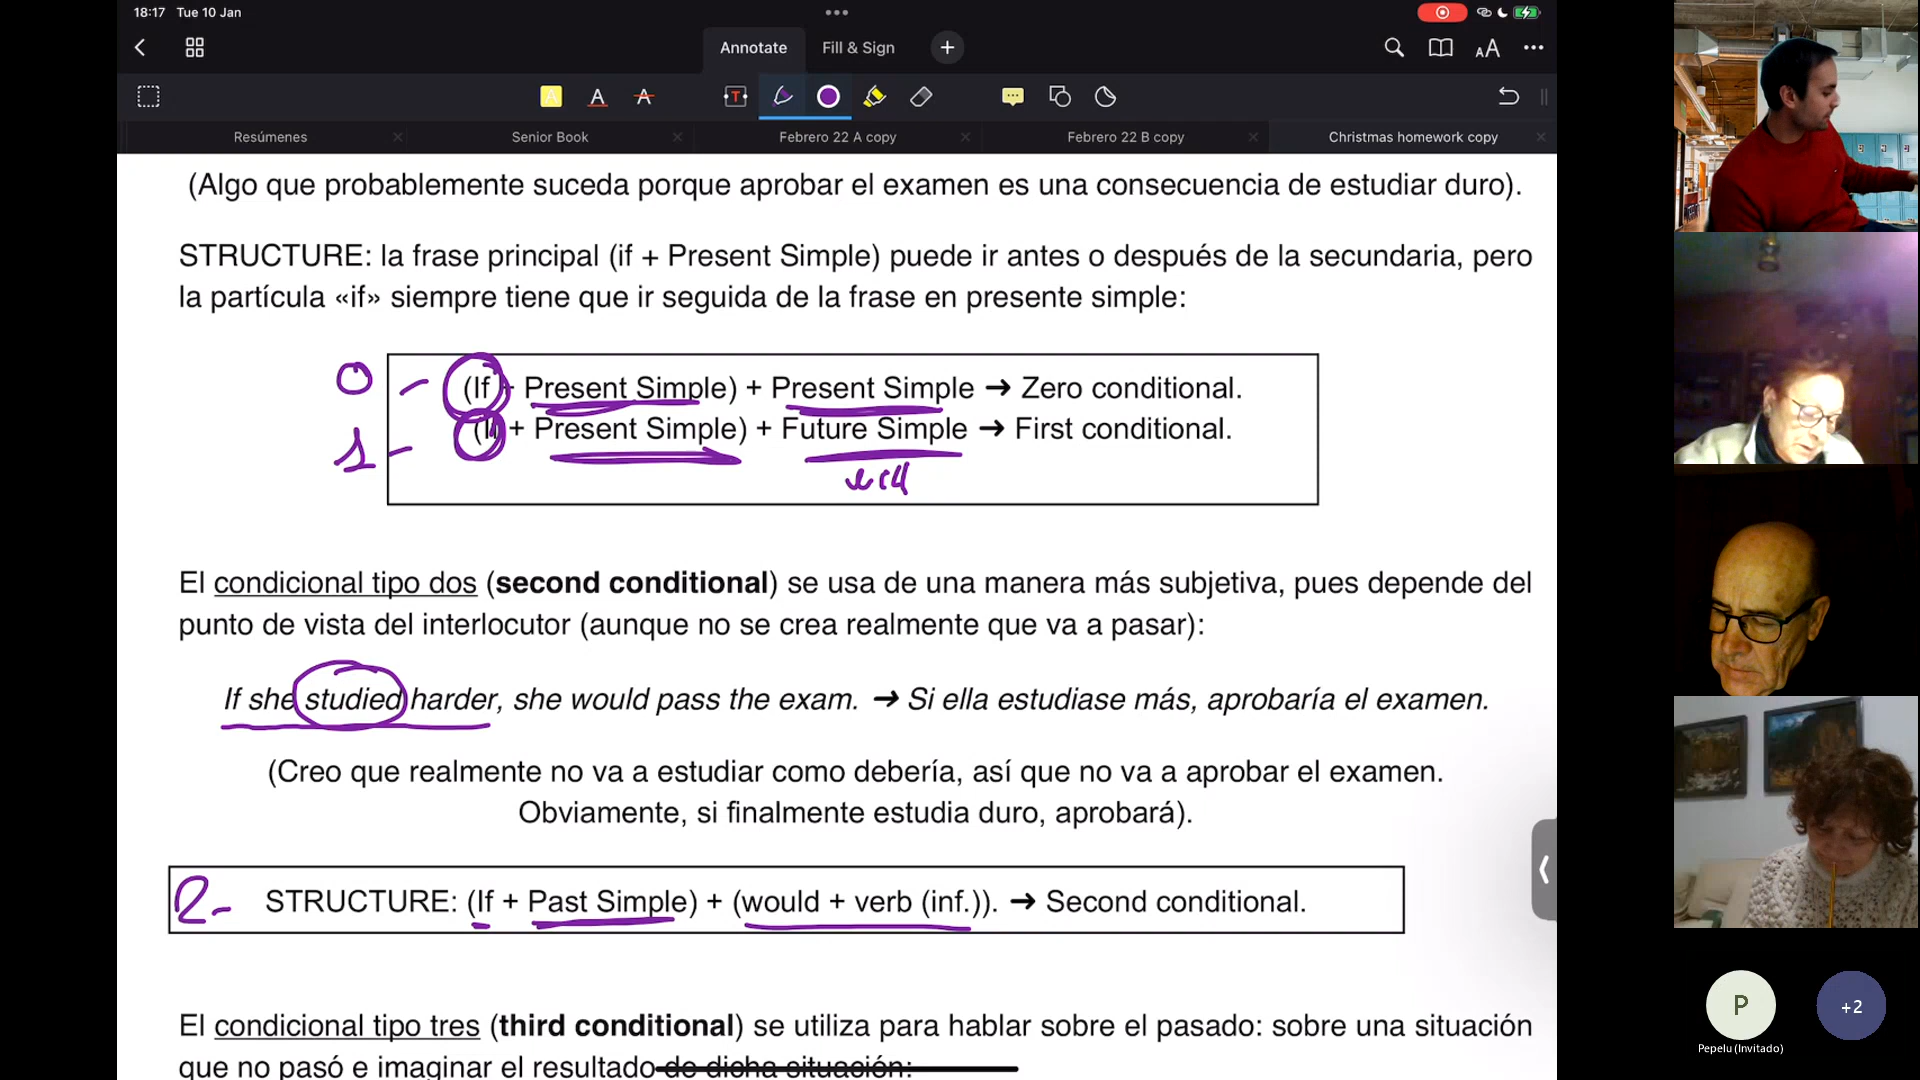 18:17 Tue 10 Jan
Annotate Fill & Sign
Resúmenes Senior Book Febrero 22 A copy Febrero 22 B copy Christmas homework copy
(Algo que probablemente suceda porque aprobar el examen es una consecuencia de estudiar duro).
STRUCTURE: la frase principal (if + Present Simple) puede ir antes o después de la secundaria, pero
la partícula «if» siempre tiene que ir seguida de la frase en presente simple:
0 - (If + Present Simple) + Present Simple → Zero conditional.
1 - (If + Present Simple) + Future Simple → First conditional.
will
El condicional tipo dos (second conditional) se usa de una manera más subjetiva, pues depende del
punto de vista del interlocutor (aunque no se crea realmente que va a pasar):
If she studied harder, she would pass the exam. → Si ella estudiase más, aprobaría el examen.
(Creo que realmente no va a estudiar como debería, así que no va a aprobar el examen.
Obviamente, si finalmente estudia duro, aprobará).
2- STRUCTURE: (If + Past Simple) + (would + verb (inf.)). → Second conditional.
El condicional tipo tres (third conditional) se utiliza para hablar sobre el pasado: sobre una situación
que no pasó e imaginar el resultado de dicha situación:
P
+2
Pepelu (Invitado)